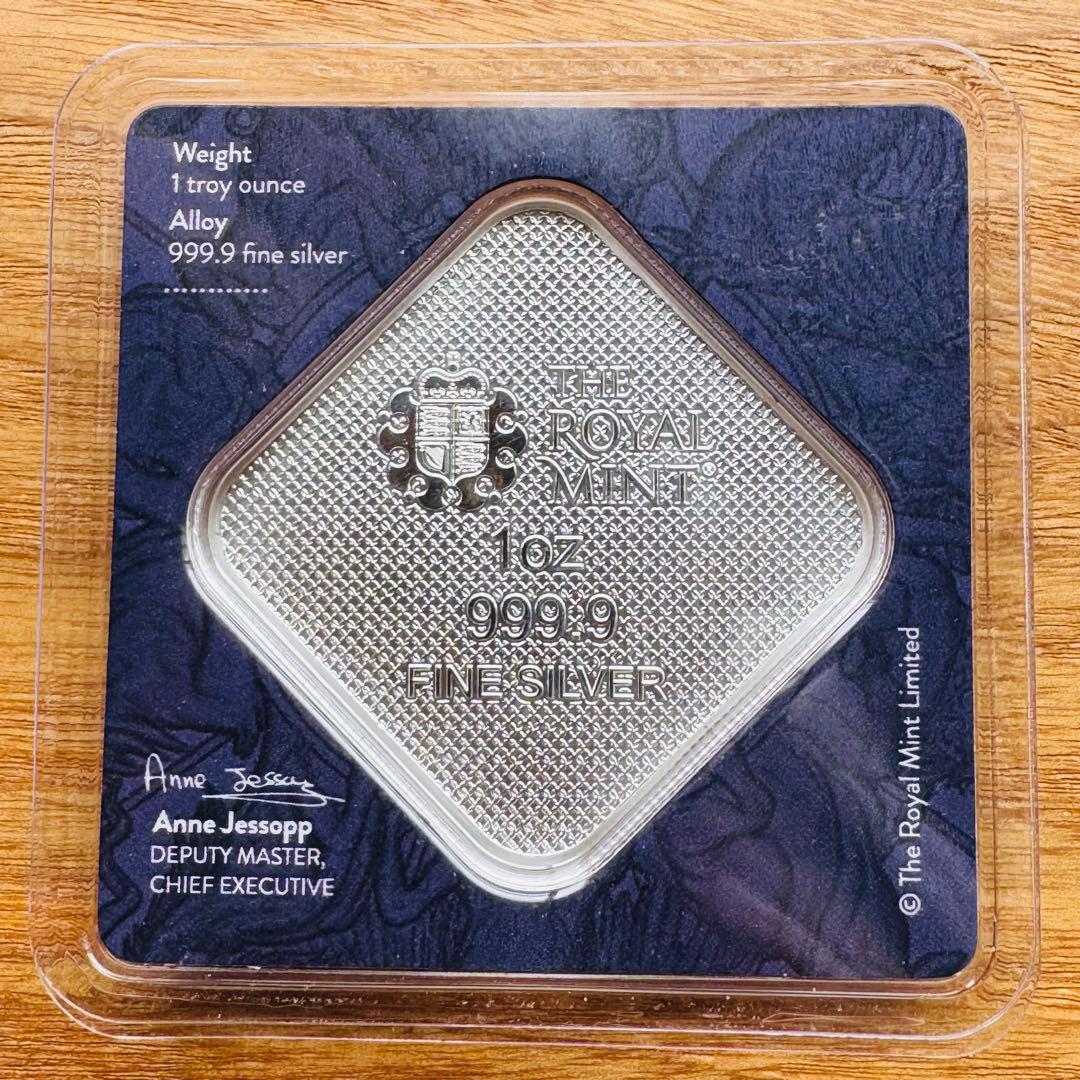 Weight
1 troy ounce
Alloy
999.9 fine silver
THE
ROYAL
MINT®
1oz
999.9
FINE SILVER
Anne Jessopp
Anne Jessopp
DEPUTY MASTER,
CHIEF EXECUTIVE
© The Royal Mint Limited